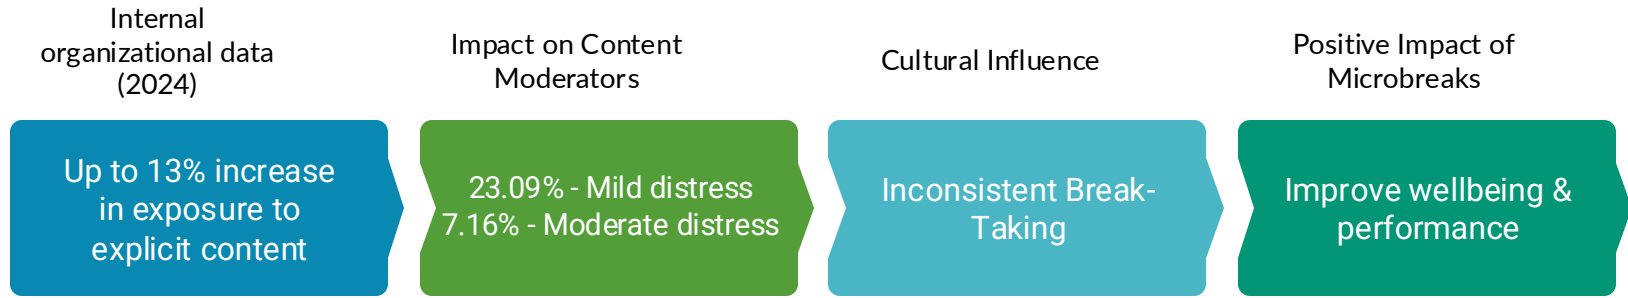 Internal
organizational data
(2024)
Up to 13% increase
in exposure to
explicit content
Impact on Content
Moderators
23.09% - Mild distress
7.16% - Moderate distress
Cultural Influence
Inconsistent Break-
Taking
Positive Impact of
Microbreaks
Improve wellbeing &
performance